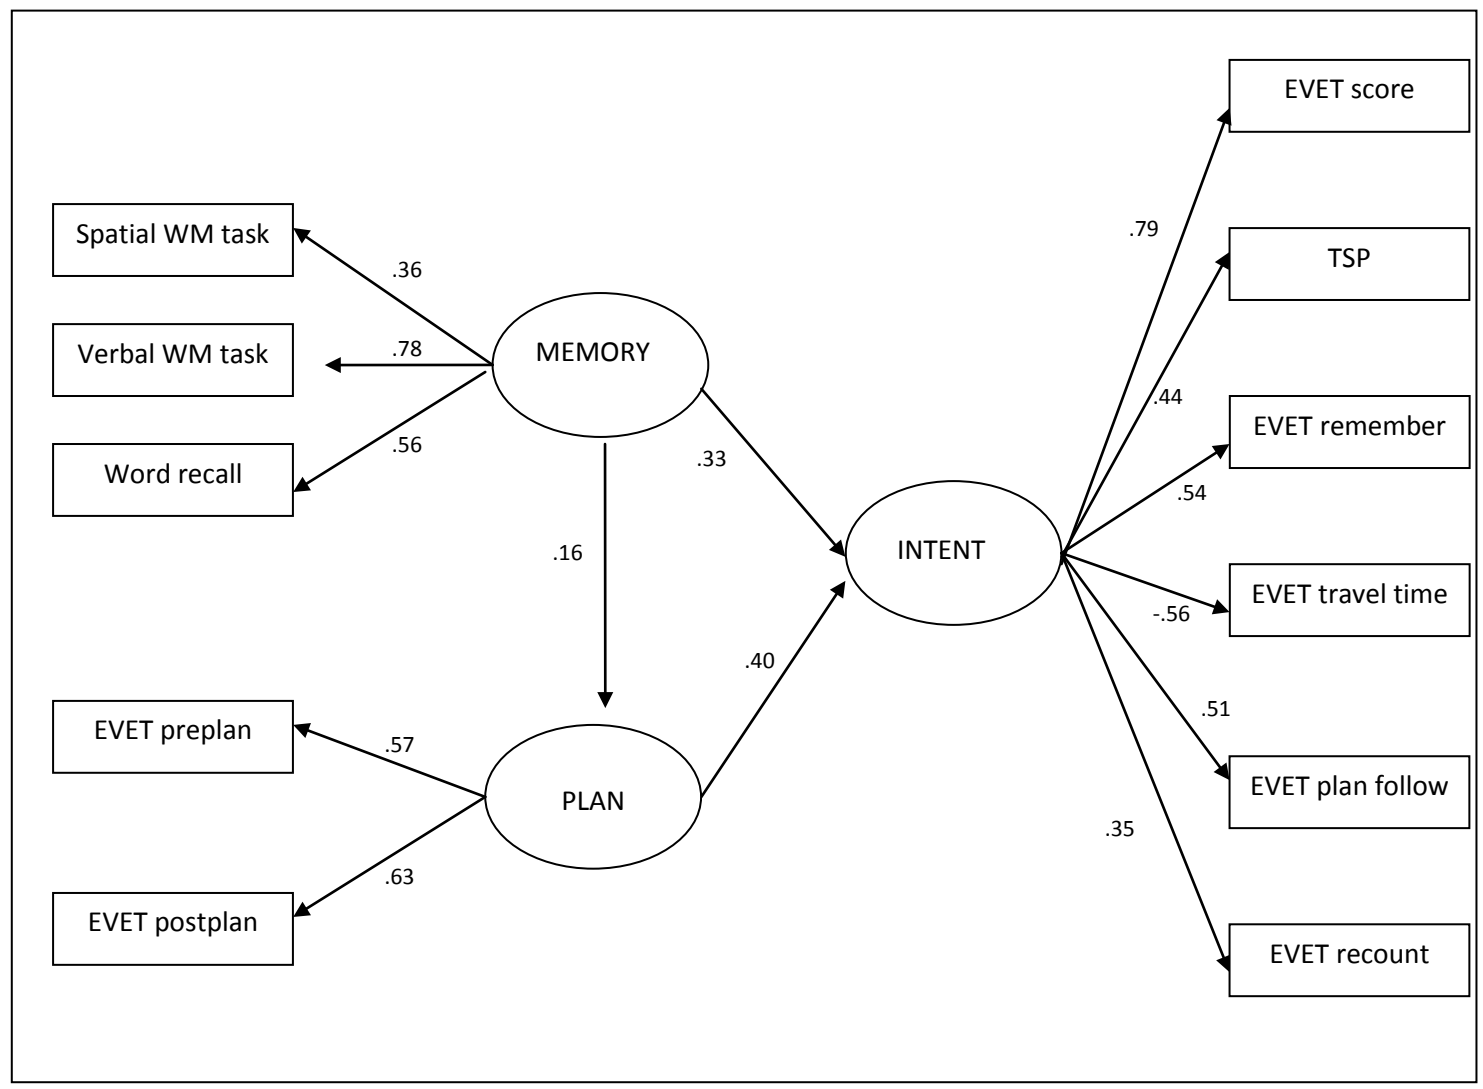 EVET score
.79
Spatial WM task
TSP
.36
Verbal WM task
.78
MEMORY
.44
.56
Word recall
.33
EVET remember
.54
.16
INTENT
EVET travel time
-.56
.40
.51
EVET preplan
.57
PLAN
EVET plan follow
.35
.63
EVET postplan
EVET recount